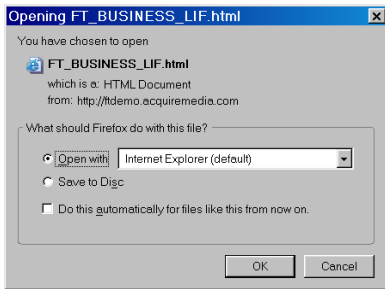 Opening FT_BUSINESS_LIF.html
You have chosen to open
FT_BUSINESS_LIF.html
which is a: HTML Document
from: http://ftdemo.acquiremedia.com
What should Firefox do with this file?
Open with Internet Explorer (default)
Save to Disc
Do this automatically for files like this from now on.
OK Cancel